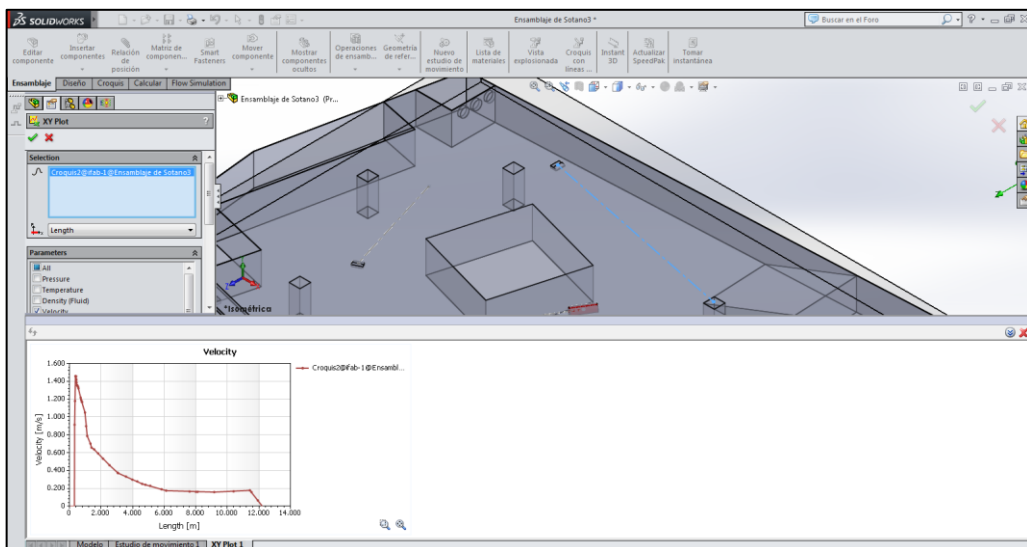 SOLIDWORKS
Ensamblaje de Sotano3 *
Buscar en el Foro
Editar componente
Insertar componentes
Relación de posición
Matriz de componen...
Smart Fasteners
Mover componente
Mostrar componentes ocultos
Operaciones de ensamb...
Geometría de refer...
Nuevo estudio de movimiento
Lista de materiales
Vista explosionada
Croquis con líneas ...
Instant 3D
Actualizar SpeedPak
Tomar instantánea
Ensamblaje Diseño Croquis Calcular Flow Simulation
Ensamblaje de Sotano3 (Pr...
XY Plot ?
Selection
Croquis2@ifab-1@Ensamblaje de Sotano3
Length
Parameters
All
Pressure
Temperature
Density (Fluid)
Velocity
*Isométrica
Velocity
Croquis2@ifab-1@Ensambl...
Velocity [m/s]
1.600
1.400
1.200
1.000
0.800
0.600
0.400
0.200
0
0 2.000 4.000 6.000 8.000 10.000 12.000 14.000
Length [m]
Modelo Estudio de movimiento 1 XY Plot 1